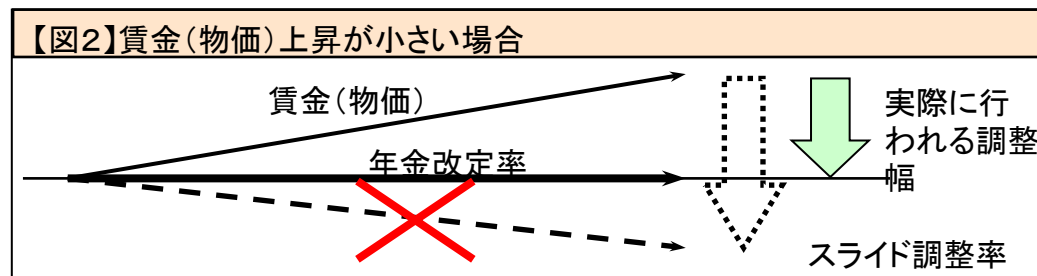 【図2】賃金(物価)上昇が小さい場合
賃金(物価)
年金改定率
実際に行
われる調整
幅
スライド調整率